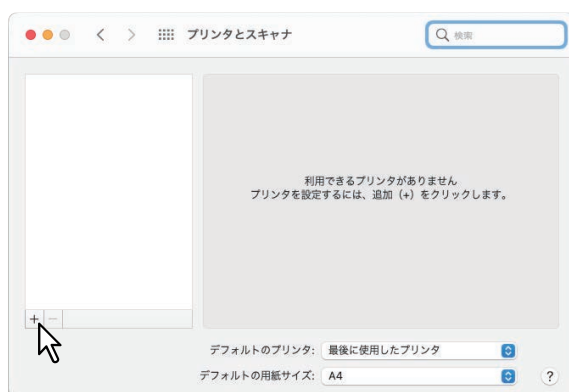 プリンタとスキャナ
検索
利用できるプリンタがありません
プリンタを設定するには、追加（+）をクリックします。
+ −
デフォルトのプリンタ: 最後に使用したプリンタ
デフォルトの用紙サイズ: A4
?